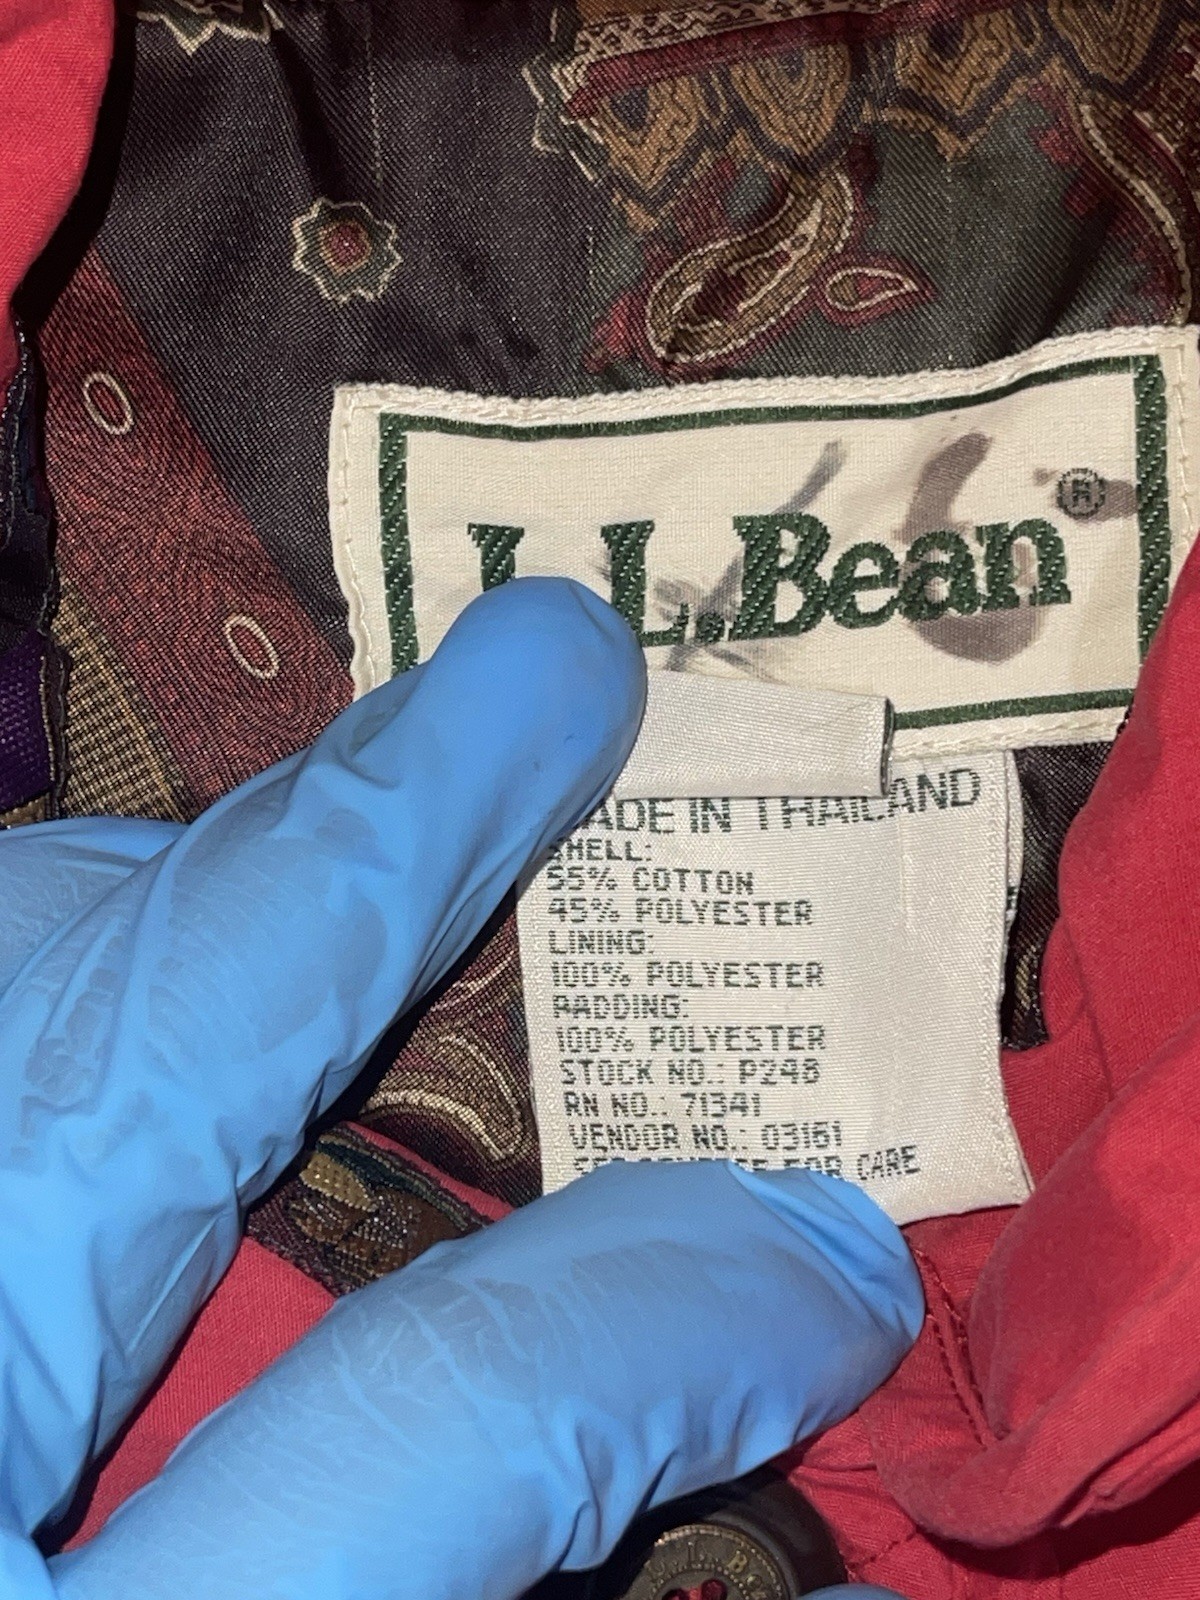 L.L.Bean ®
MADE IN THAILAND
SHELL:
55% COTTON
45% POLYESTER
LINING:
100% POLYESTER
PADDING:
100% POLYESTER
STOCK NO.: P248
RN NO.: 71341
VENDOR NO.: 03161
FOR CARE